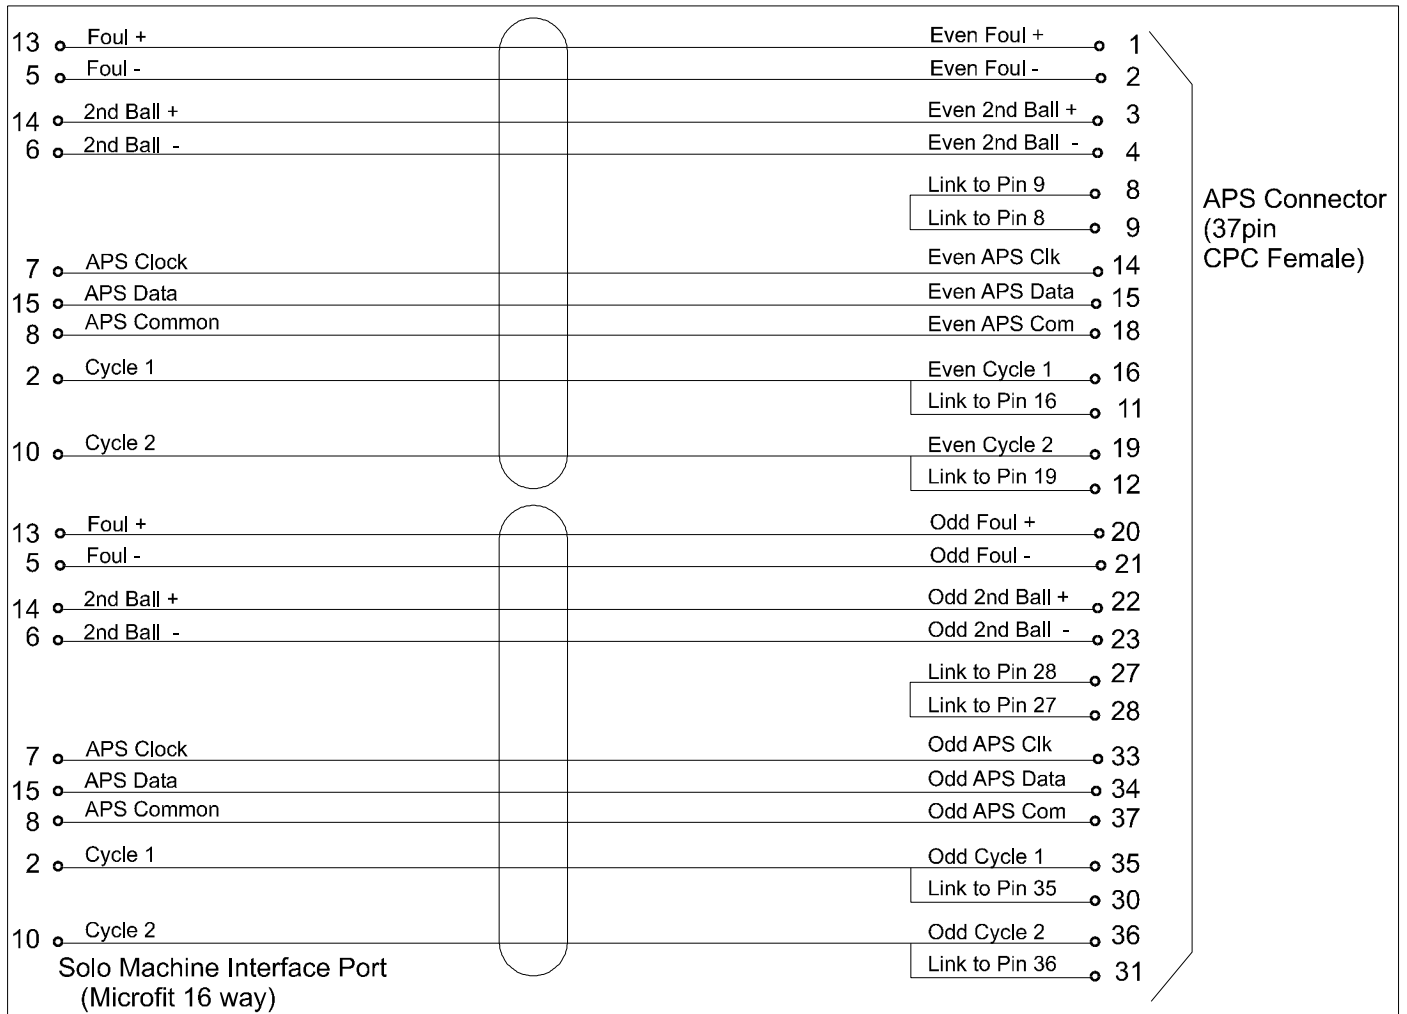 13 Foul + Even Foul + 1
5 Foul - Even Foul - 2
14 2nd Ball + Even 2nd Ball + 3
6 2nd Ball - Even 2nd Ball - 4
Link to Pin 9 8
Link to Pin 8 9
APS Connector
(37pin
CPC Female)
7 APS Clock Even APS Clk 14
15 APS Data Even APS Data 15
8 APS Common Even APS Com 18
2 Cycle 1 Even Cycle 1 16
Link to Pin 16 11
10 Cycle 2 Even Cycle 2 19
Link to Pin 19 12
13 Foul + Odd Foul + 20
5 Foul - Odd Foul - 21
14 2nd Ball + Odd 2nd Ball + 22
6 2nd Ball - Odd 2nd Ball - 23
Link to Pin 28 27
Link to Pin 27 28
7 APS Clock Odd APS Clk 33
15 APS Data Odd APS Data 34
8 APS Common Odd APS Com 37
2 Cycle 1 Odd Cycle 1 35
Link to Pin 35 30
10 Cycle 2 Odd Cycle 2 36
Link to Pin 36 31
Solo Machine Interface Port
(Microfit 16 way)